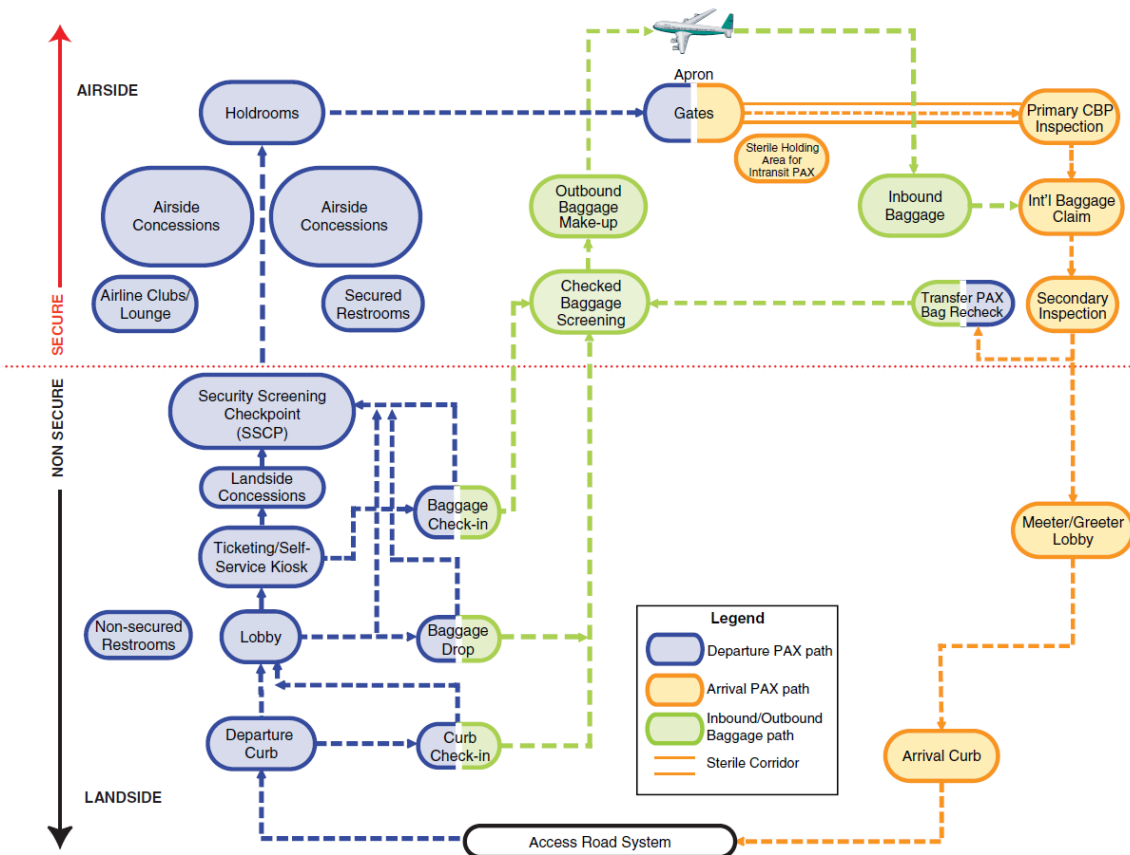 AIRSIDE
SECURE
NON SECURE
LANDSIDE
Apron
Holdrooms
Gates
Primary CBP
Inspection
Sterile Holding
Area for
Intransit PAX
Airside
Concessions
Airside
Concessions
Outbound
Baggage
Make-up
Inbound
Baggage
Int'l Baggage
Claim
Airline Clubs/
Lounge
Secured
Restrooms
Checked
Baggage
Screening
Transfer PAX
Bag Recheck
Secondary
Inspection
Security Screening
Checkpoint
(SSCP)
Landside
Concessions
Baggage
Check-in
Ticketing/Self-
Service Kiosk
Meeter/Greeter
Lobby
Non-secured
Restrooms
Lobby
Baggage
Drop
Departure
Curb
Curb
Check-in
Legend
Departure PAX path
Arrival PAX path
Inbound/Outbound
Baggage path
Sterile Corridor
Arrival Curb
Access Road System